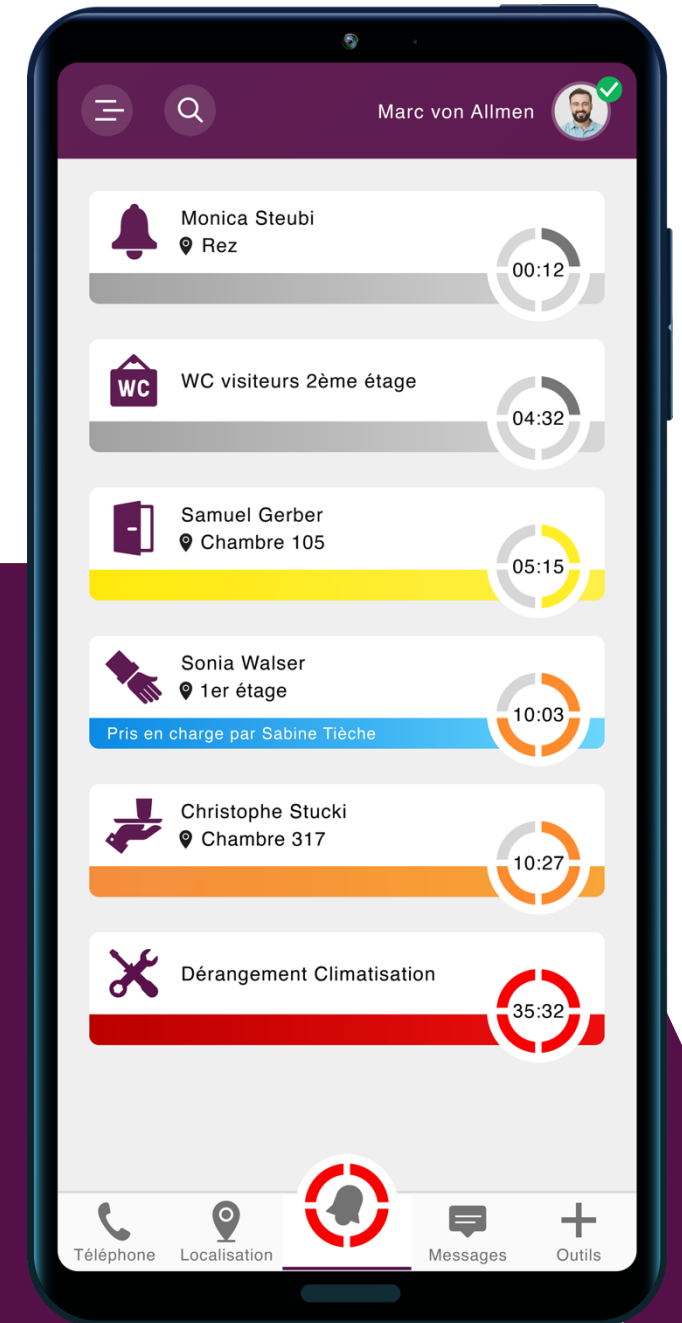 Marc von Allmen
Monica Steubi
Rez
00:12
WC
WC visiteurs 2ème étage
04:32
Samuel Gerber
Chambre 105
05:15
Sonia Walser
1er étage
10:03
Pris en charge par Sabine Tièche
Christophe Stucki
Chambre 317
10:27
Dérangement Climatisation
35:32
Téléphone
Localisation
Messages
Outils